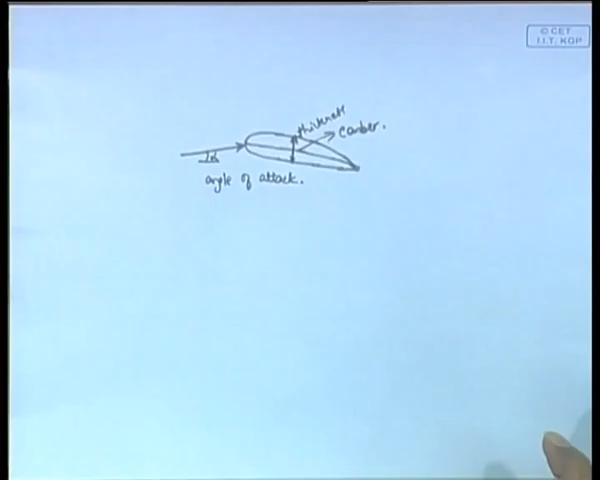 © CET
I.I.T. KGP
thickness
camber.
α
angle of attack.